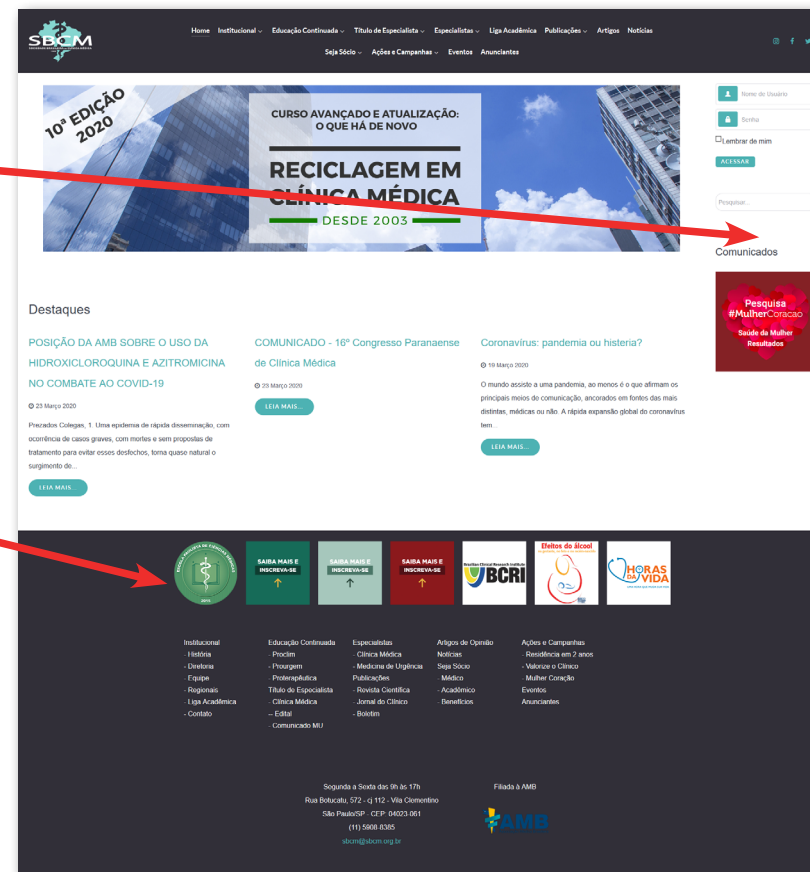 SBCM
Home Institucional Educação Continuada Título de Especialista Especialistas Liga Acadêmica Publicações Artigos Notícias
Seja Sócio Ações e Campanhas Eventos Anunciantes
10ª EDIÇÃO
2020
CURSO AVANÇADO E ATUALIZAÇÃO:
O QUE HÁ DE NOVO
RECICLAGEM EM
CLÍNICA MÉDICA
DESDE 2003
Nome de Usuário
Senha
Lembrar de mim
ACESSAR
Pesquisar...
Comunicados
Pesquisa
#MulherCoracao
Saúde da Mulher
Resultados
Destaques
POSIÇÃO DA AMB SOBRE O USO DA
HIDROXICLOROQUINA E AZITROMICINA
NO COMBATE AO COVID-19
23 Março 2020
Prezados Colegas, 1. Uma epidemia de rápida disseminação, com
ocorrência de casos graves, com mortes e sem propostas de
tratamento para evitar esses desfechos, torna quase natural o
surgimento de...
LEIA MAIS...
COMUNICADO - 16º Congresso Paranaense
de Clínica Médica
23 Março 2020
LEIA MAIS...
Coronavírus: pandemia ou histeria?
19 Março 2020
O mundo assiste a uma pandemia, ao menos é o que afirmam os
principais meios de comunicação, ancorados em fontes das mais
distintas, médicas ou não. A rápida expansão global do coronavírus
tem...
LEIA MAIS...
SAIBA MAIS E
INSCREVA-SE
SAIBA MAIS E
INSCREVA-SE
SAIBA MAIS E
INSCREVA-SE
Brazilian Clinical Research Institute
BCRI
Efeitos do álcool
HORAS
DA VIDA
Institucional
- História
- Diretoria
- Equipe
- Regionais
- Liga Acadêmica
- Contato
Educação Continuada
- Proclim
- Prourgem
- Proterapêutica
Título de Especialista
- Clínica Médica
-- Edital
- Comunicado MU
Especialistas
- Clínica Médica
- Medicina de Urgência
Publicações
- Revista Científica
- Jornal do Clínico
- Boletim
Artigos de Opinião
Notícias
Seja Sócio
- Médico
- Acadêmico
- Benefícios
Ações e Campanhas
- Residência em 2 anos
- Valorize o Clínico
- Mulher Coração
Eventos
Anunciantes
Segunda a Sexta das 9h às 17h
Rua Botucatu, 572 - cj 112 - Vila Clementino
São Paulo/SP - CEP: 04023-061
(11) 5908-8385
sbcm@sbcm.org.br
Filiada à AMB
AMB